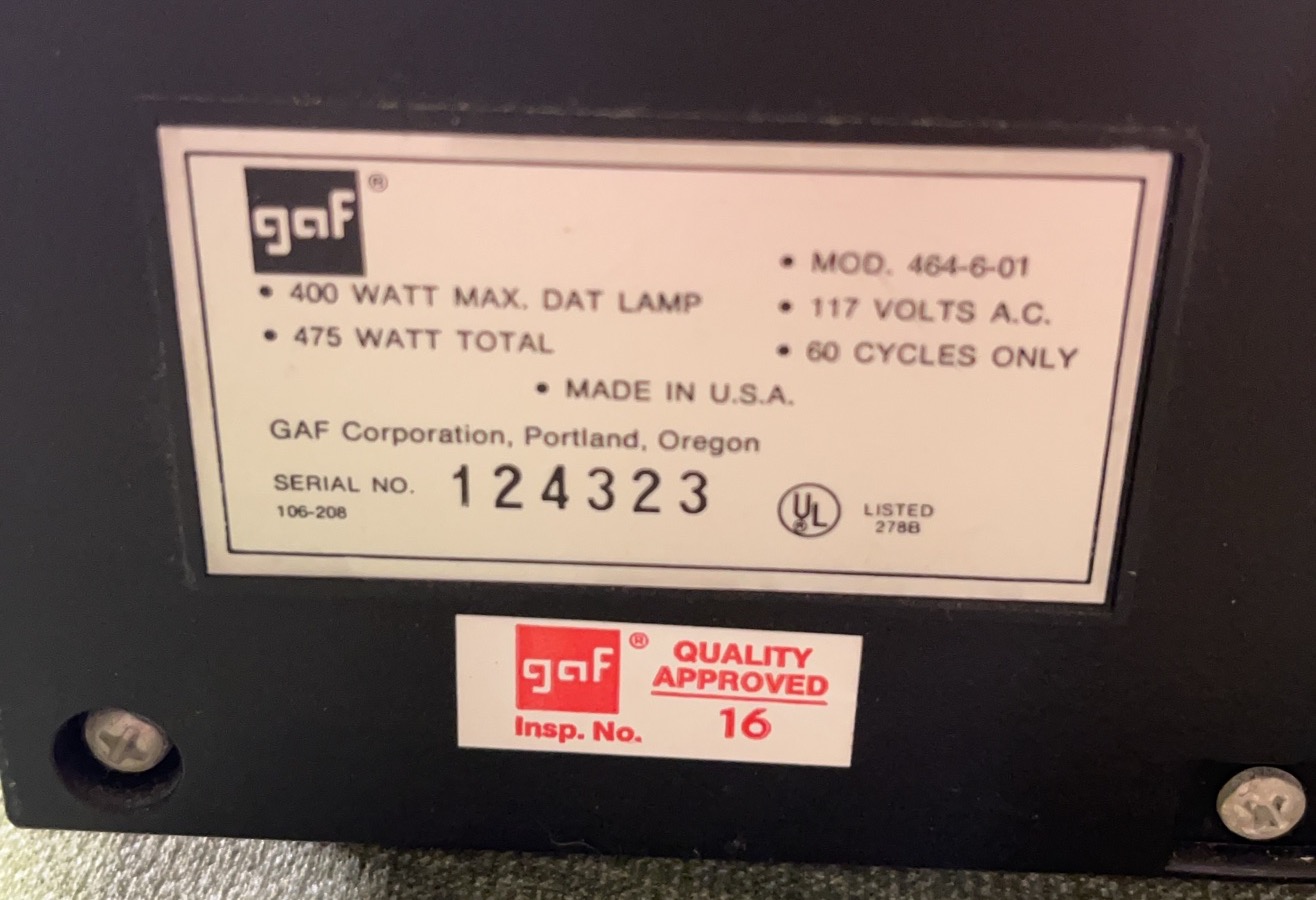 gaf®
• 400 WATT MAX. DAT LAMP
• 475 WATT TOTAL
• MOD. 464-6-01
• 117 VOLTS A.C.
• 60 CYCLES ONLY
• MADE IN U.S.A.
GAF Corporation, Portland, Oregon
SERIAL NO. 124323
106-208
UL® LISTED
278B
gaf®
Insp. No.
QUALITY
APPROVED
16